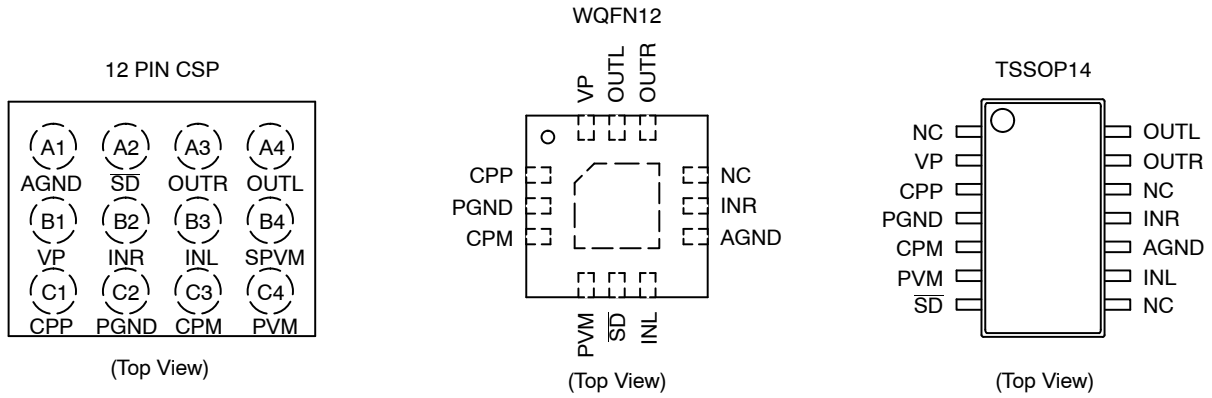 12 PIN CSP
A1 A2 A3 A4
AGND S̅D̅ OUTR OUTL
B1 B2 B3 B4
VP INR INL SPVM
C1 C2 C3 C4
CPP PGND CPM PVM
(Top View)
WQFN12
VP OUTL OUTR
CPP NC
PGND INR
CPM AGND
PVM S̅D̅ INL
(Top View)
TSSOP14
NC OUTL
VP OUTR
CPP NC
PGND INR
CPM AGND
PVM INL
S̅D̅ NC
(Top View)